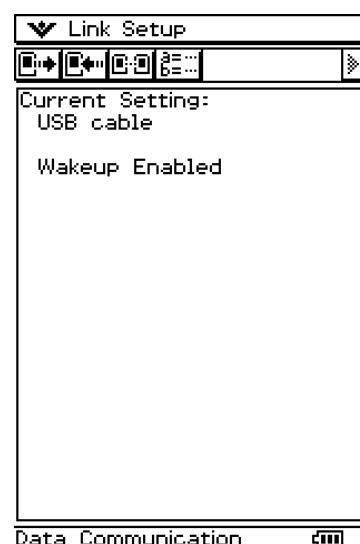 Link Setup
Current Setting:
USB cable
Wakeup Enabled
Data Communication